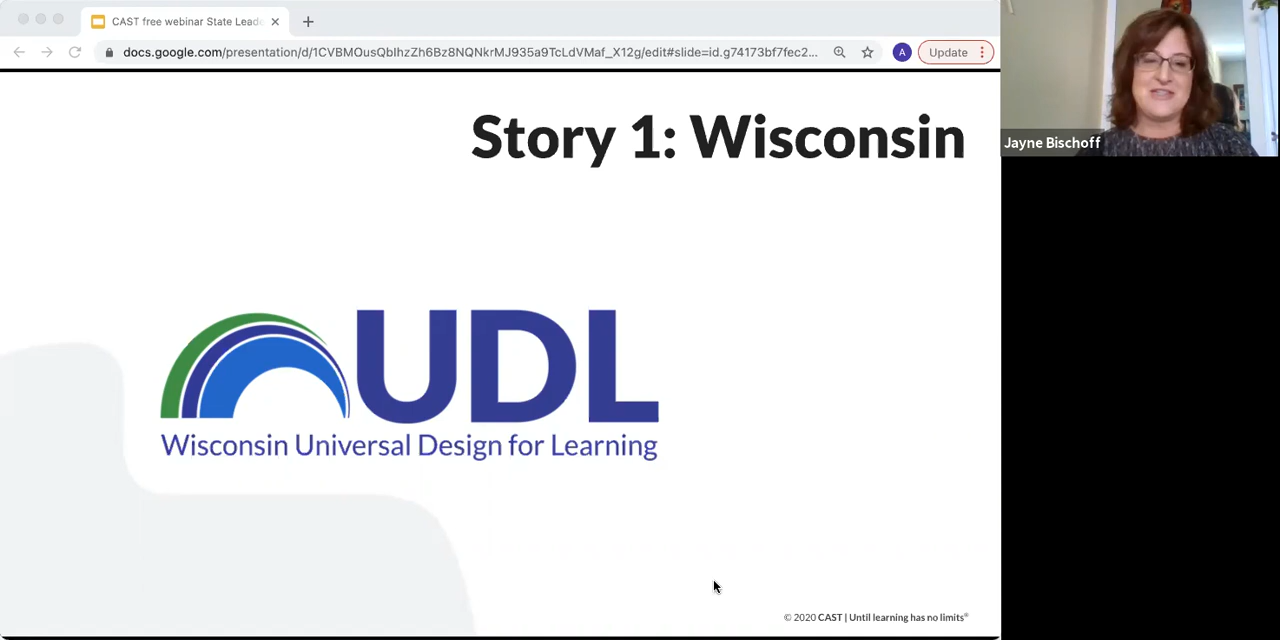 CAST free webinar State Leade
docs.google.com/presentation/d/1CVBMOusQbIhzZh6Bz8NQNkrMJ935a9TcLdVMaf_X12g/edit#slide=id.g74173bf7fec2...
A
Update
Jayne Bischoff
Story 1: Wisconsin
UDL
Wisconsin Universal Design for Learning
© 2020 CAST | Until learning has no limits®